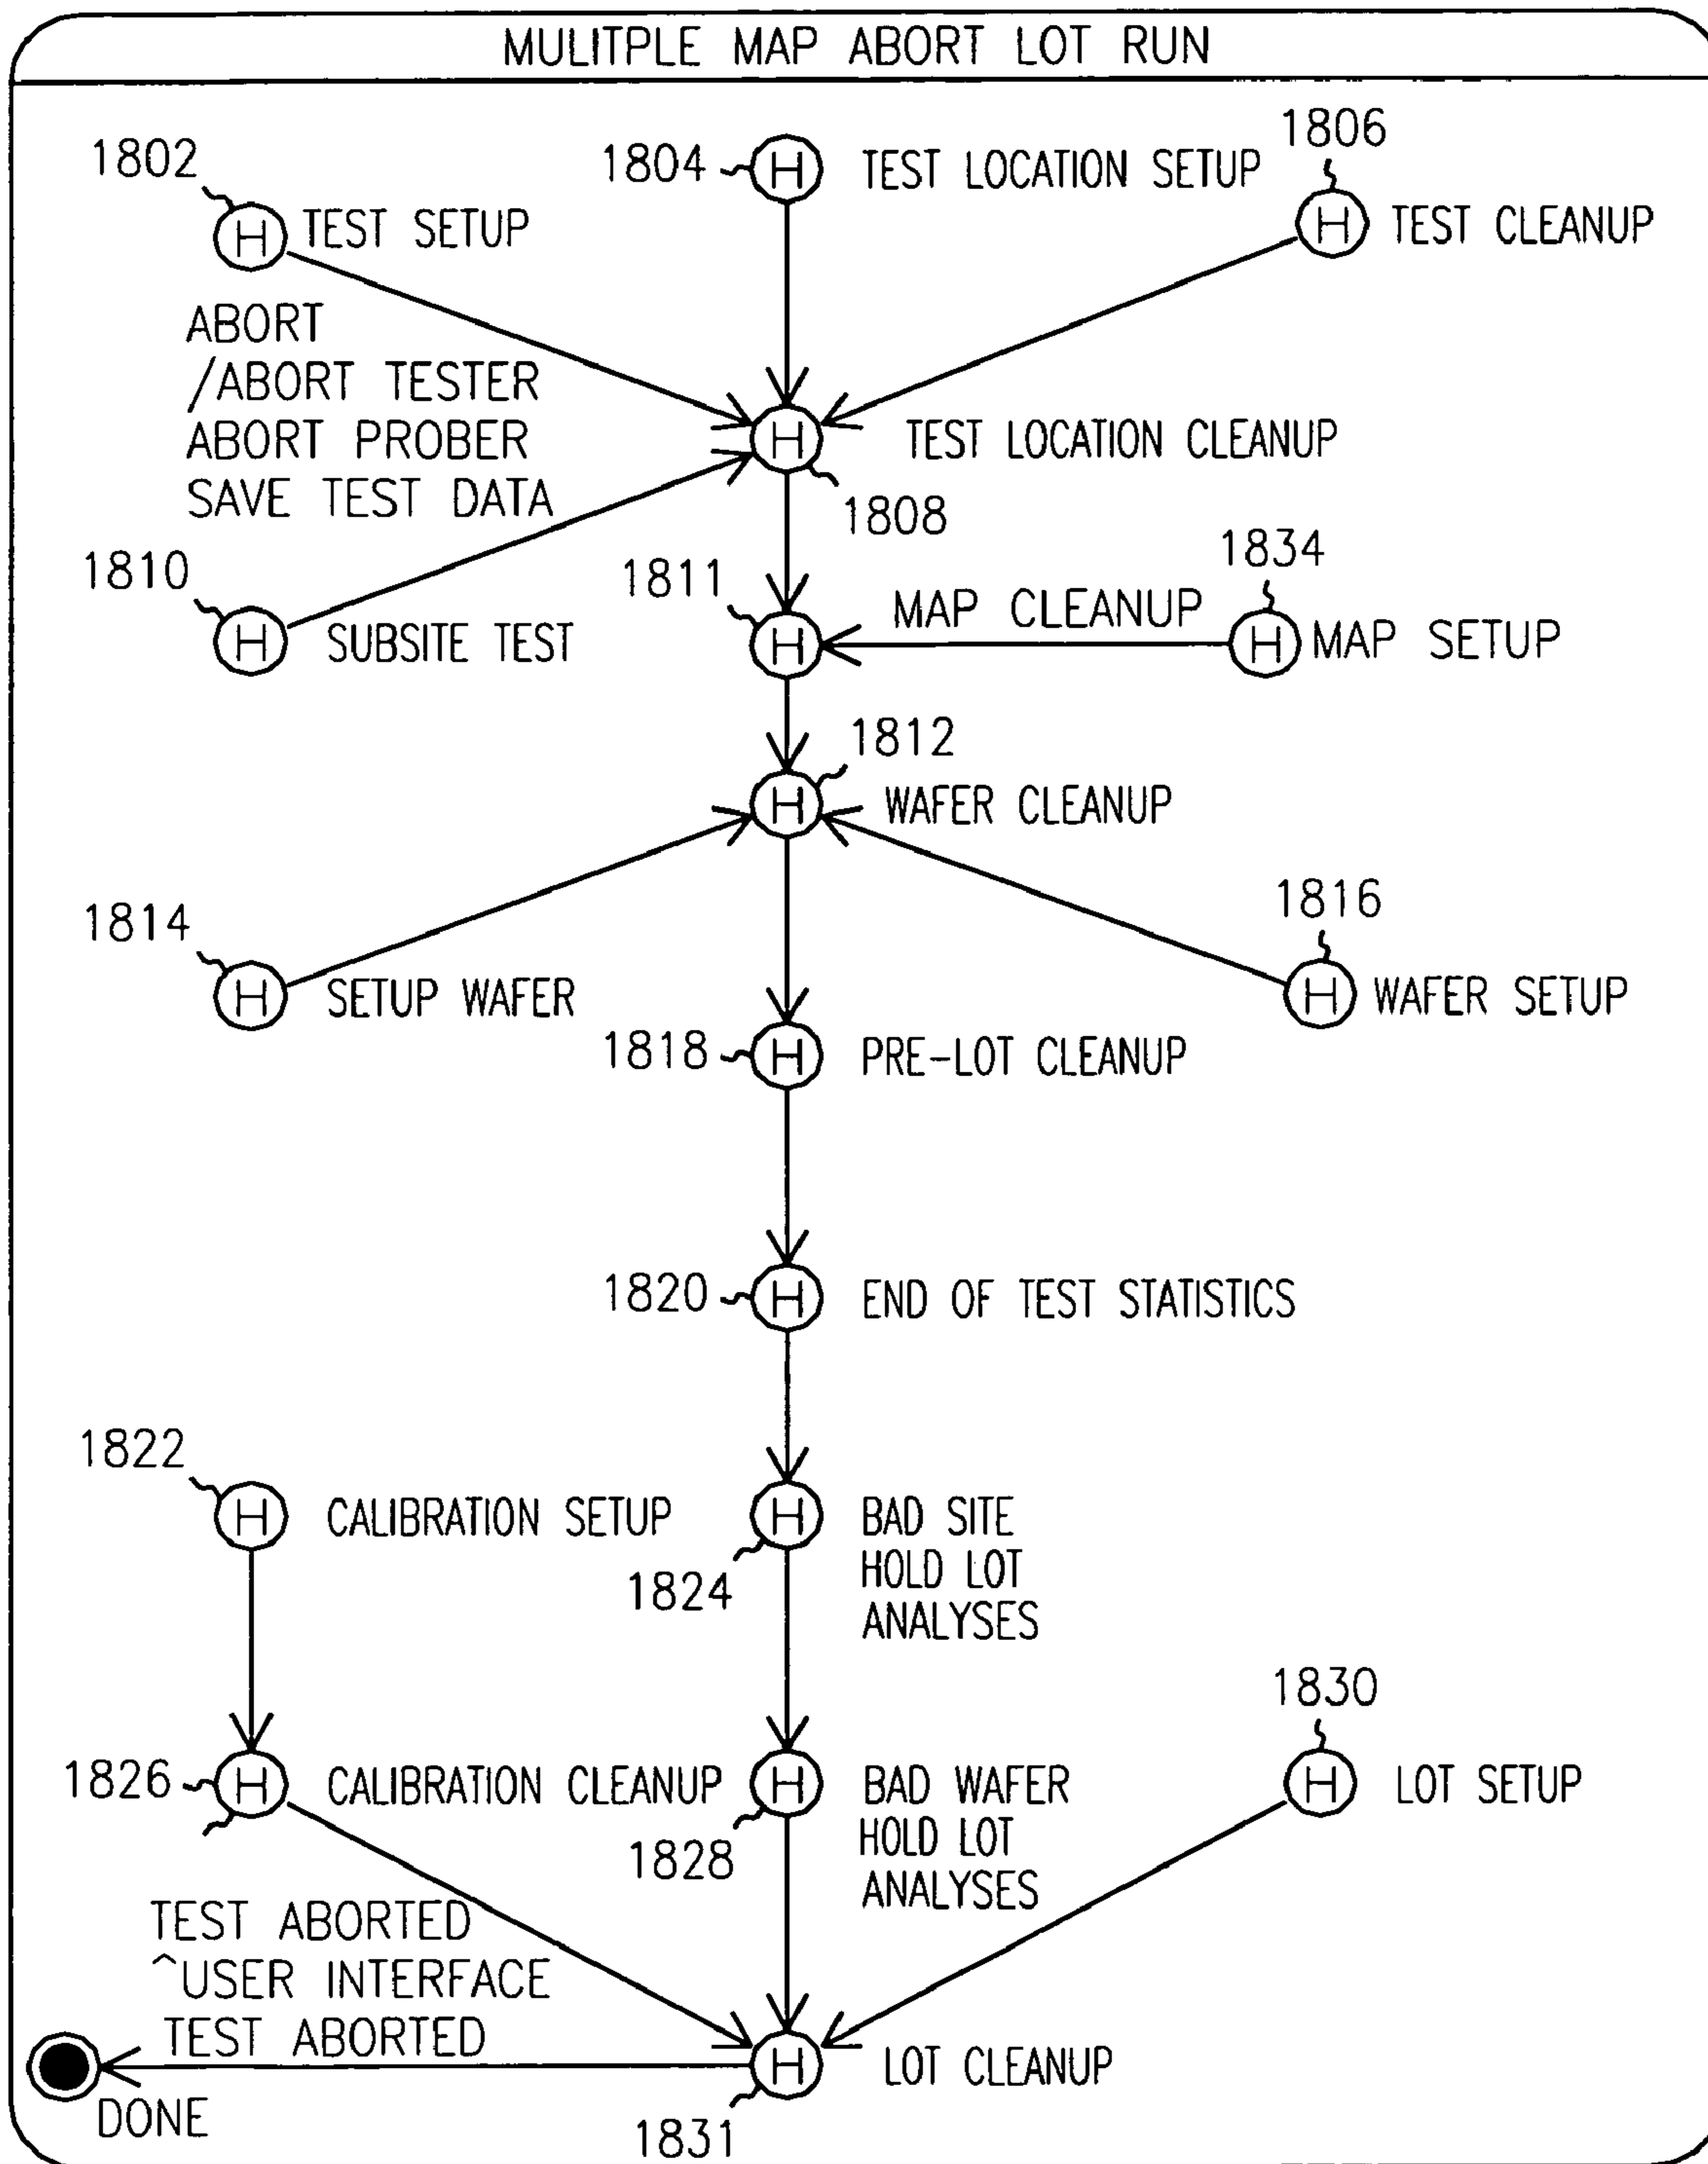 MULITPLE MAP ABORT LOT RUN
1802
1804
1806
H TEST SETUP
H TEST LOCATION SETUP
H TEST CLEANUP
ABORT
/ABORT TESTER
ABORT PROBER
SAVE TEST DATA
H TEST LOCATION CLEANUP
1808
1810
H SUBSITE TEST
1811
H
MAP CLEANUP
1834
H MAP SETUP
1812
H WAFER CLEANUP
1814
H SETUP WAFER
1816
H WAFER SETUP
1818
H PRE-LOT CLEANUP
1820
H END OF TEST STATISTICS
1822
H CALIBRATION SETUP
H BAD SITE
HOLD LOT
ANALYSES
1824
1826
H CALIBRATION CLEANUP
H BAD WAFER
HOLD LOT
ANALYSES
1828
1830
H LOT SETUP
TEST ABORTED
^USER INTERFACE
TEST ABORTED
H LOT CLEANUP
1831
DONE